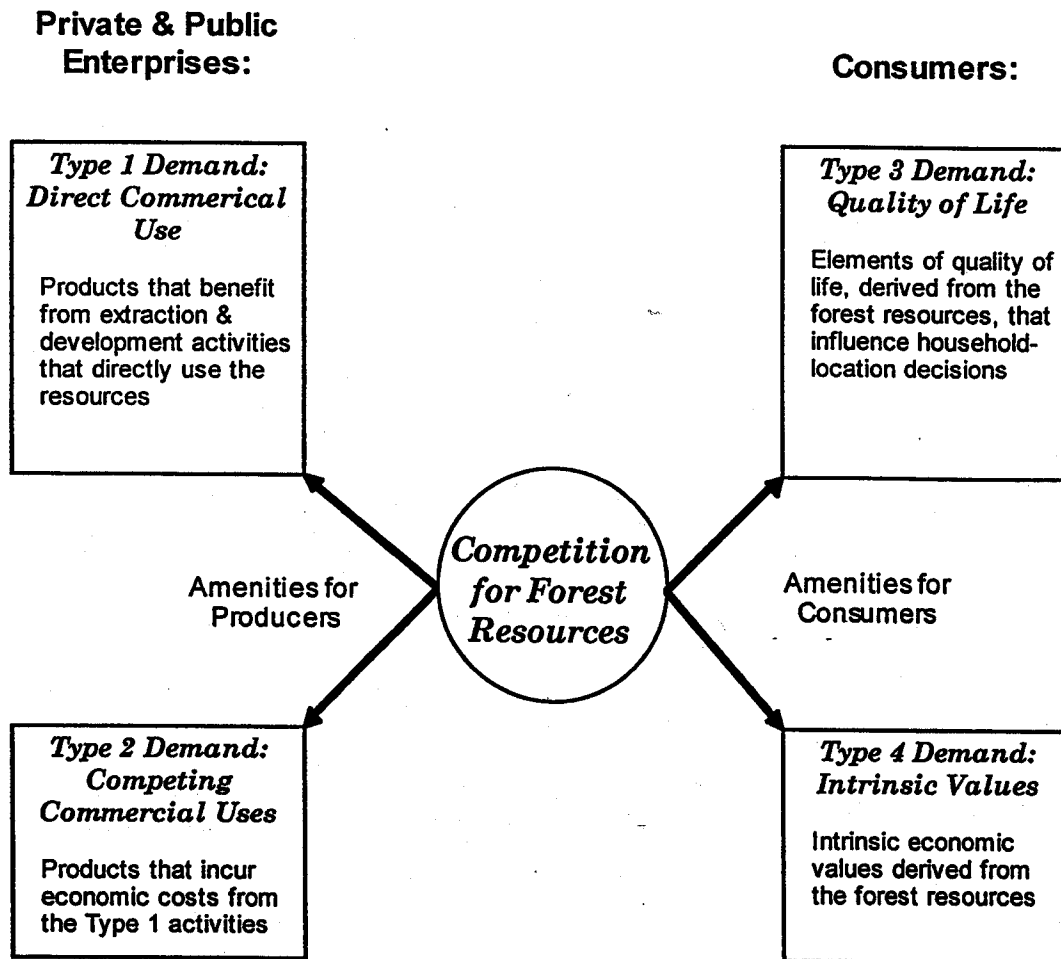 Private & Public
Enterprises:
Consumers:
Type 1 Demand:
Direct Commerical
Use
Products that benefit
from extraction &
development activities
that directly use the
resources
Type 3 Demand:
Quality of Life
Elements of quality of
life, derived from the
forest resources, that
influence household-
location decisions
Amenities for
Producers
Competition
for Forest
Resources
Amenities for
Consumers
Type 2 Demand:
Competing
Commercial Uses
Products that incur
economic costs from
the Type 1 activities
Type 4 Demand:
Intrinsic Values
Intrinsic economic
values derived from
the forest resources